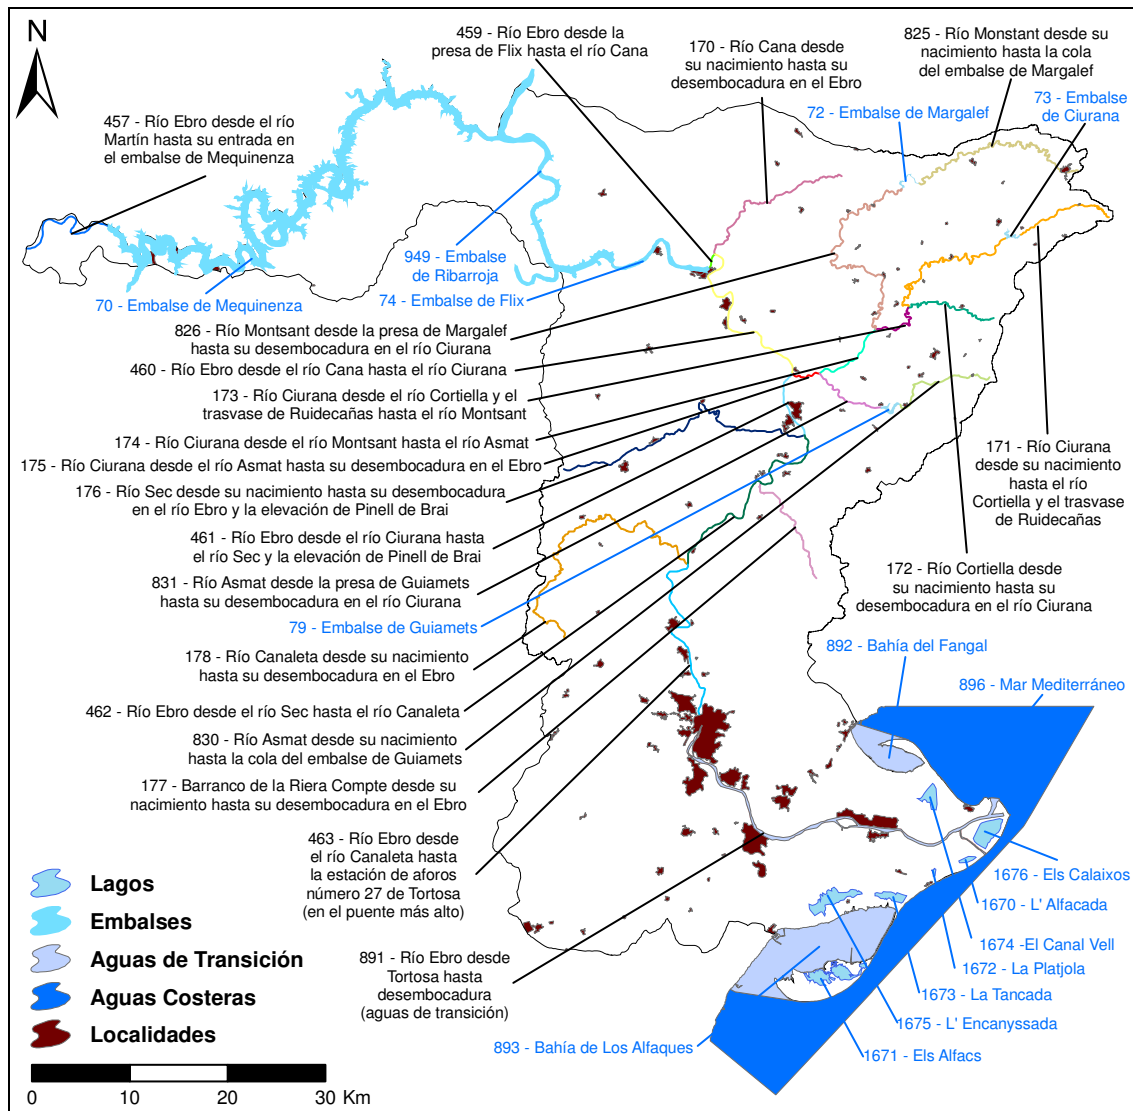 N
459 - Río Ebro desde la
presa de Flix hasta el río Cana
170 - Río Cana desde
su nacimiento hasta su
desembocadura en el Ebro
825 - Río Monstant desde su
nacimiento hasta la cola
del embalse de Margalef
72 - Embalse de Margalef
73 - Embalse
de Ciurana
457 - Río Ebro desde el río
Martín hasta su entrada en
el embalse de Mequinenza
949 - Embalse
de Ribarroja
70 - Embalse de Mequinenza
74 - Embalse de Flix
826 - Río Montsant desde la presa de Margalef
hasta su desembocadura en el río Ciurana
460 - Río Ebro desde el río Cana hasta el río Ciurana
173 - Río Ciurana desde el río Cortiella y el
trasvase de Ruidecañas hasta el río Montsant
174 - Río Ciurana desde el río Montsant hasta el río Asmat
175 - Río Ciurana desde el río Asmat hasta su desembocadura en el Ebro
176 - Río Sec desde su nacimiento hasta su desembocadura
en el río Ebro y la elevación de Pinell de Brai
461 - Río Ebro desde el río Ciurana hasta
el río Sec y la elevación de Pinell de Brai
831 - Río Asmat desde la presa de Guiamets
hasta su desembocadura en el río Ciurana
79 - Embalse de Guiamets
178 - Río Canaleta desde su nacimiento
hasta su desembocadura en el Ebro
462 - Río Ebro desde el río Sec hasta el río Canaleta
830 - Río Asmat desde su nacimiento
hasta la cola del embalse de Guiamets
177 - Barranco de la Riera Compte desde su
nacimiento hasta su desembocadura en el Ebro
463 - Río Ebro desde
el río Canaleta hasta
la estación de aforos
número 27 de Tortosa
(en el puente más alto)
891 - Río Ebro desde
Tortosa hasta
desembocadura
(aguas de transición)
171 - Río Ciurana
desde su nacimiento
hasta el río
Cortiella y el trasvase
de Ruidecañas
172 - Río Cortiella desde
su nacimiento hasta su
desembocadura en el río Ciurana
892 - Bahía del Fangal
896 - Mar Mediterráneo
1676 - Els Calaixos
1670 - L' Alfacada
1674 -El Canal Vell
1672 - La Platjola
1673 - La Tancada
1675 - L' Encanyssada
1671 - Els Alfacs
893 - Bahía de Los Alfaques
Lagos
Embalses
Aguas de Transición
Aguas Costeras
Localidades
0 10 20 30 Km